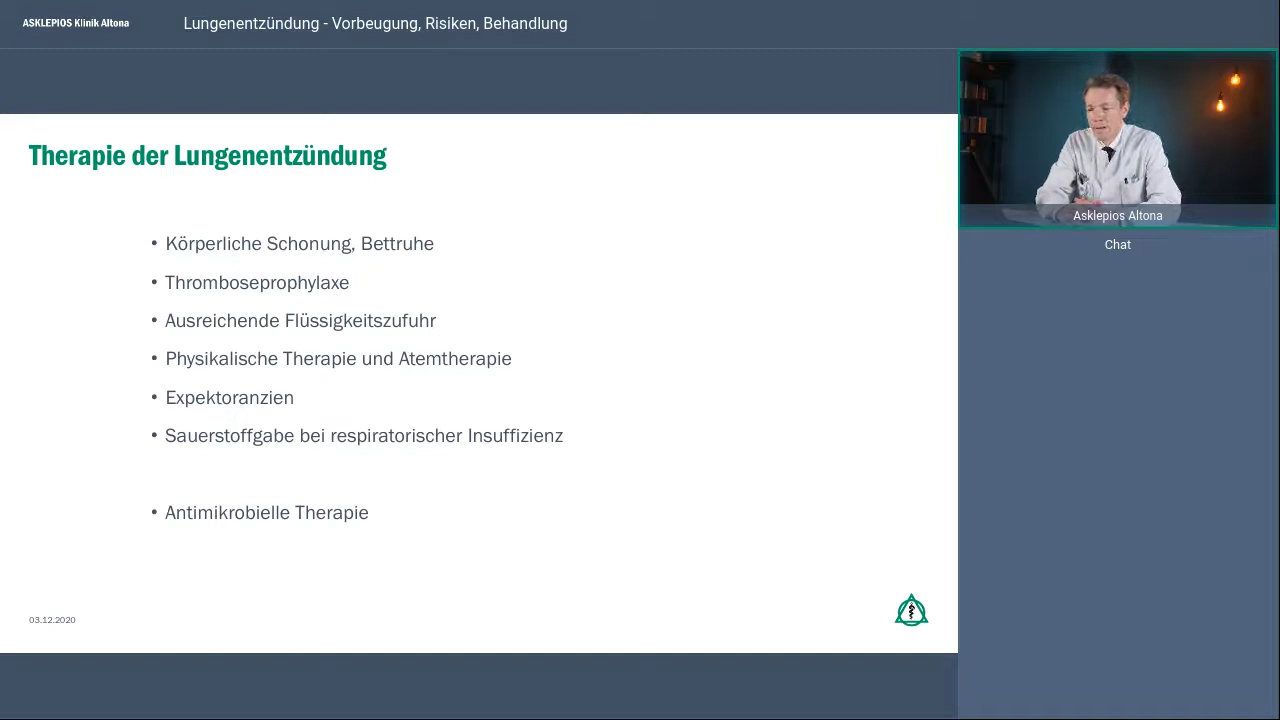 ASKLEPIOS Klinik Altona
Lungenentzündung - Vorbeugung, Risiken, Behandlung
Therapie der Lungenentzündung
• Körperliche Schonung, Bettruhe
• Thromboseprophylaxe
• Ausreichende Flüssigkeitszufuhr
• Physikalische Therapie und Atemtherapie
• Expektoranzien
• Sauerstoffgabe bei respiratorischer Insuffizienz
• Antimikrobielle Therapie
03.12.2020
Asklepios Altona
Chat